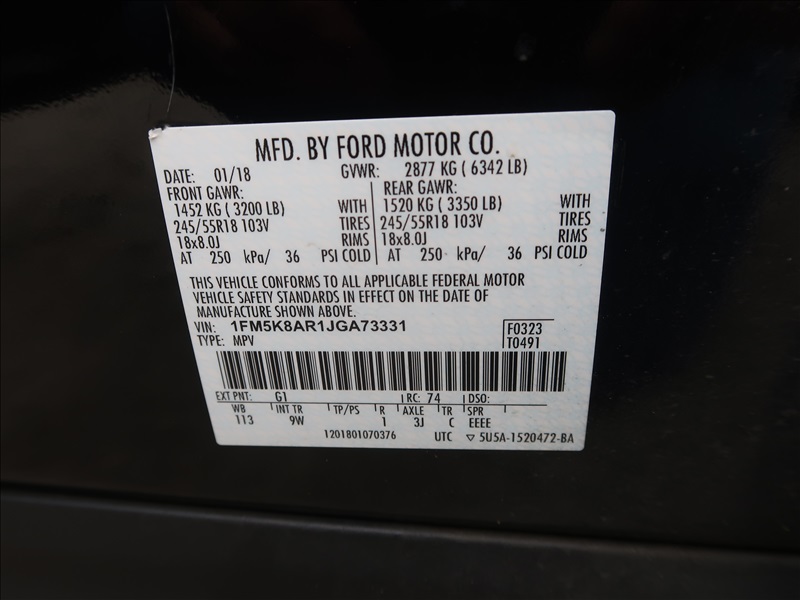 MFD. BY FORD MOTOR CO.
DATE: 01/18 GVWR: 2877 KG ( 6342 LB)
FRONT GAWR: REAR GAWR:
1452 KG ( 3200 LB) WITH 1520 KG ( 3350 LB) WITH
245/55R18 103V TIRES 245/55R18 103V TIRES
18x8.0J RIMS 18x8.0J RIMS
AT 250 kPa/ 36 PSI COLD AT 250 kPa/ 36 PSI COLD
THIS VEHICLE CONFORMS TO ALL APPLICABLE FEDERAL MOTOR
VEHICLE SAFETY STANDARDS IN EFFECT ON THE DATE OF
MANUFACTURE SHOWN ABOVE.
VIN: 1FM5K8AR1JGA73331 F0323
TYPE: MPV T0491
EXT PNT: G1 RC: 74 DSO:
WB INT TR TP/PS R AXLE TR SPR
113 9W 1 3J C EEEE
1201801070376 UTC ▽ 5U5A-1520472-BA